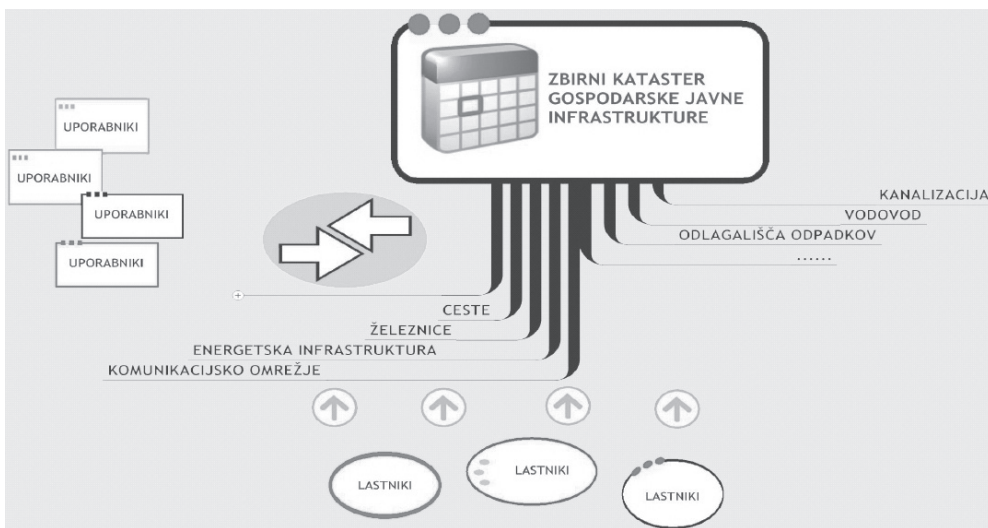 ZBIRNI KATASTER
GOSPODARSKE JAVNE
INFRASTRUKTURE
UPORABNIKI
UPORABNIKI
UPORABNIKI
UPORABNIKI
KANALIZACIJA
VODOVOD
ODLAGALIŠČA ODPADKOV
......
CESTE
ŽELEZNICE
ENERGETSKA INFRASTRUKTURA
KOMUNIKACIJSKO OMREŽJE
LASTNIKI
LASTNIKI
LASTNIKI